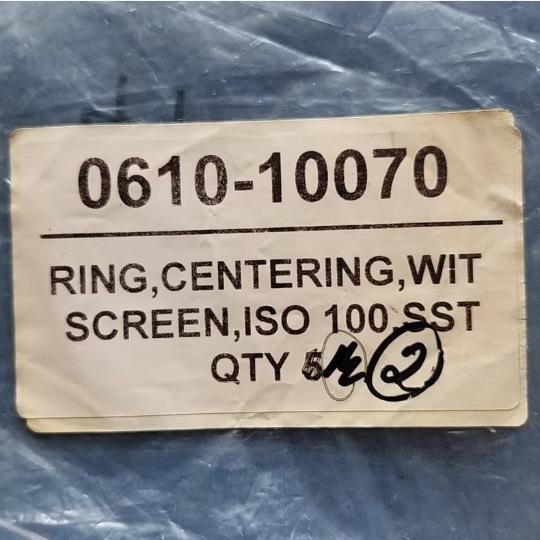 0610-10070
RING,CENTERING,WIT
SCREEN,ISO 100,SST
QTY 5 2